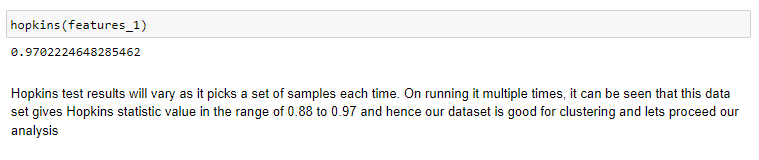 hopkins(features_1)
0.9702224648285462
Hopkins test results will vary as it picks a set of samples each time. On running it multiple times, it can be seen that this data
set gives Hopkins statistic value in the range of 0.88 to 0.97 and hence our dataset is good for clustering and lets proceed our
analysis